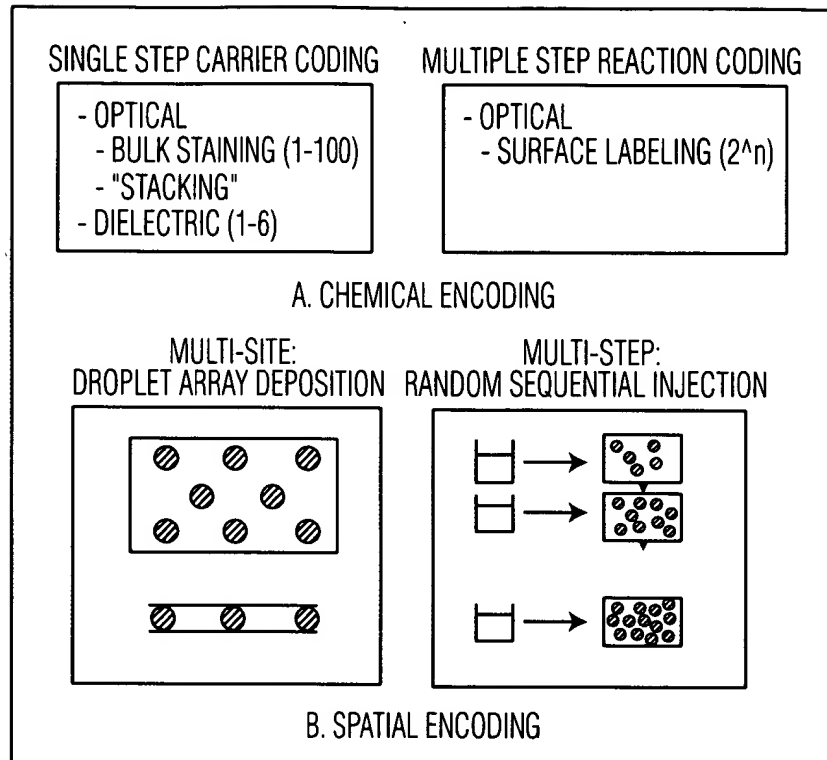 SINGLE STEP CARRIER CODING
- OPTICAL
- BULK STAINING (1-100)
- "STACKING"
- DIELECTRIC (1-6)
MULTIPLE STEP REACTION CODING
- OPTICAL
- SURFACE LABELING (2^n)
A. CHEMICAL ENCODING
MULTI-SITE:
DROPLET ARRAY DEPOSITION
MULTI-STEP:
RANDOM SEQUENTIAL INJECTION
B. SPATIAL ENCODING